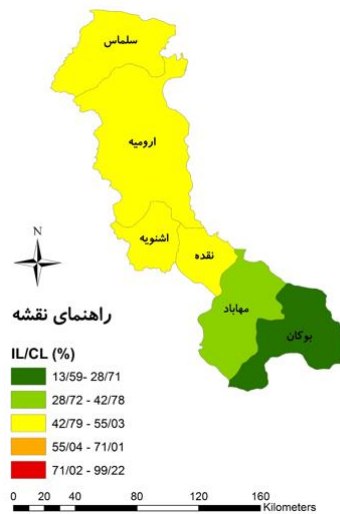 سلماس
ارومیه
اشنویه
نقده
مهاباد
بوکان
N
راهنمای نقشه
IL/CL (%)
13/59- 28/71
28/72 - 42/78
42/79 - 55/03
55/04 - 71/01
71/02 - 99/22
0 20 40 80 120 160
Kilometers